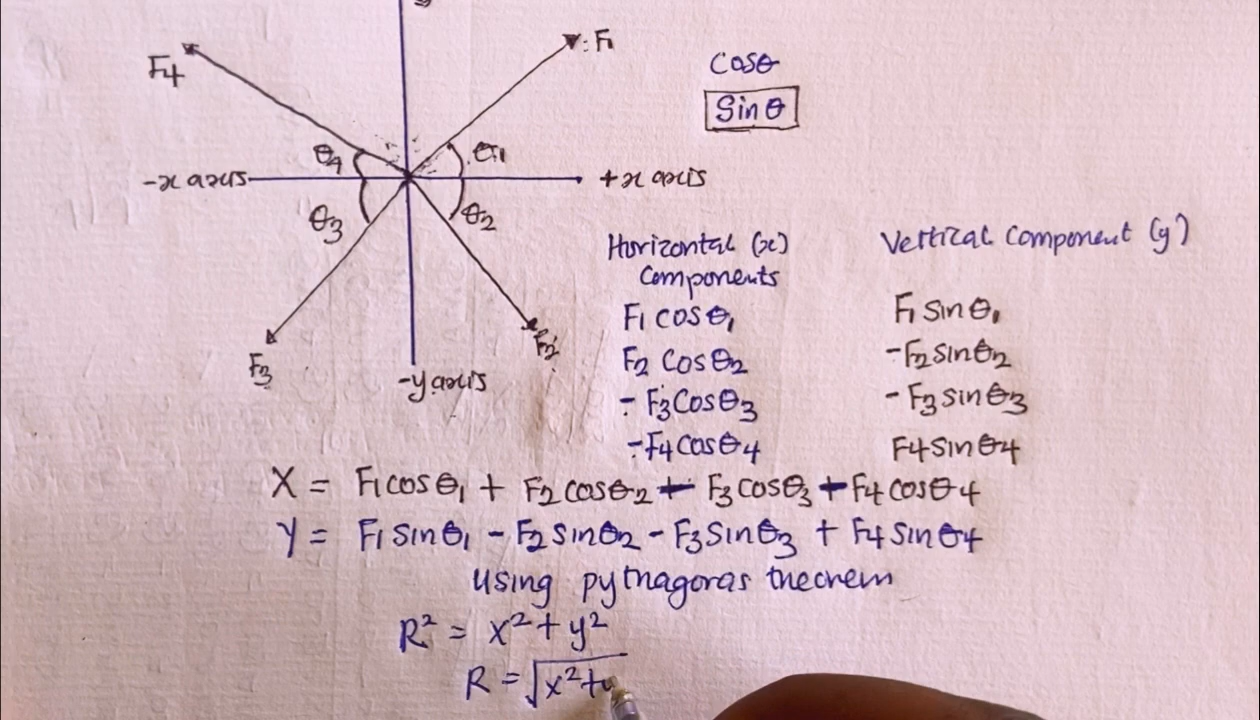 F4
F1
cosθ
Sinθ
θ4
θ1
-x axis
+x axis
θ3
θ2
Horizontal (x)
Components
Vertical component (y)
F1 cosθ1
F1 sinθ1
F2 cosθ2
-F2 sinθ2
- F3 Cosθ3
- F3 sinθ3
-F4 cosθ4
F4 sinθ4
F3
F2
-y axis
X = F1 cosθ1 + F2 cosθ2 - F3 cosθ3 - F4 cosθ4
Y = F1 sinθ1 - F2 sinθ2 - F3 sinθ3 + F4 sinθ4
Using pythagoras theorem
R² = x² + y²
R = √x² +